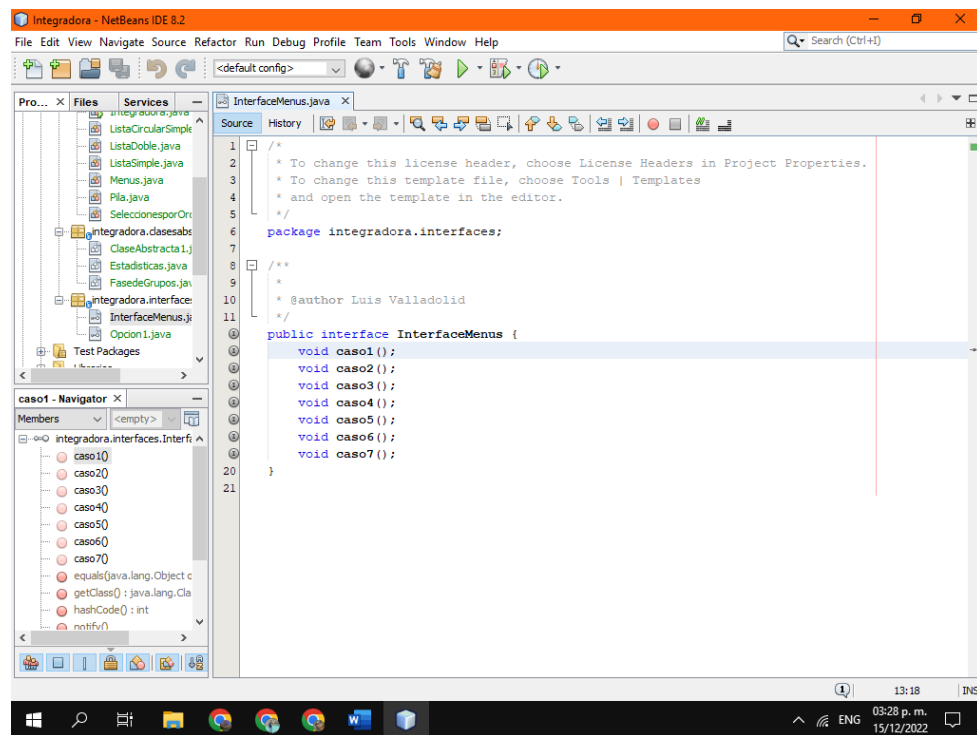 Integradora - NetBeans IDE 8.2
File Edit View Navigate Source Refactor Run Debug Profile Team Tools Window Help
Search (Ctrl+I)
<default config>
Pro... Files Services
InterfaceMenus.java
Source History
Integradora.java
ListaCircularSimple
ListaDoble.java
ListaSimple.java
Menus.java
Pila.java
SeleccionesporOrd
integradora.clasesabs
ClaseAbstracta1.j
Estadisticas.java
FasedeGrupos.jav
integradora.interfaces
InterfaceMenus.ja
Opcion1.java
Test Packages
caso1 - Navigator
Members <empty>
integradora.interfaces.Interfa
caso1()
caso2()
caso3()
caso4()
caso5()
caso6()
caso7()
equals(java.lang.Object o
getClass() : java.lang.Cla
hashCode() : int
notify()
1 /*
2 * To change this license header, choose License Headers in Project Properties.
3 * To change this template file, choose Tools | Templates
4 * and open the template in the editor.
5 */
6 package integradora.interfaces;
7
8 /**
9 *
10 * @author Luis Valladolid
11 */
public interface InterfaceMenus {
void caso1();
void caso2();
void caso3();
void caso4();
void caso5();
void caso6();
void caso7();
20 }
21
1 13:18 INS
ENG 03:28 p. m.
15/12/2022